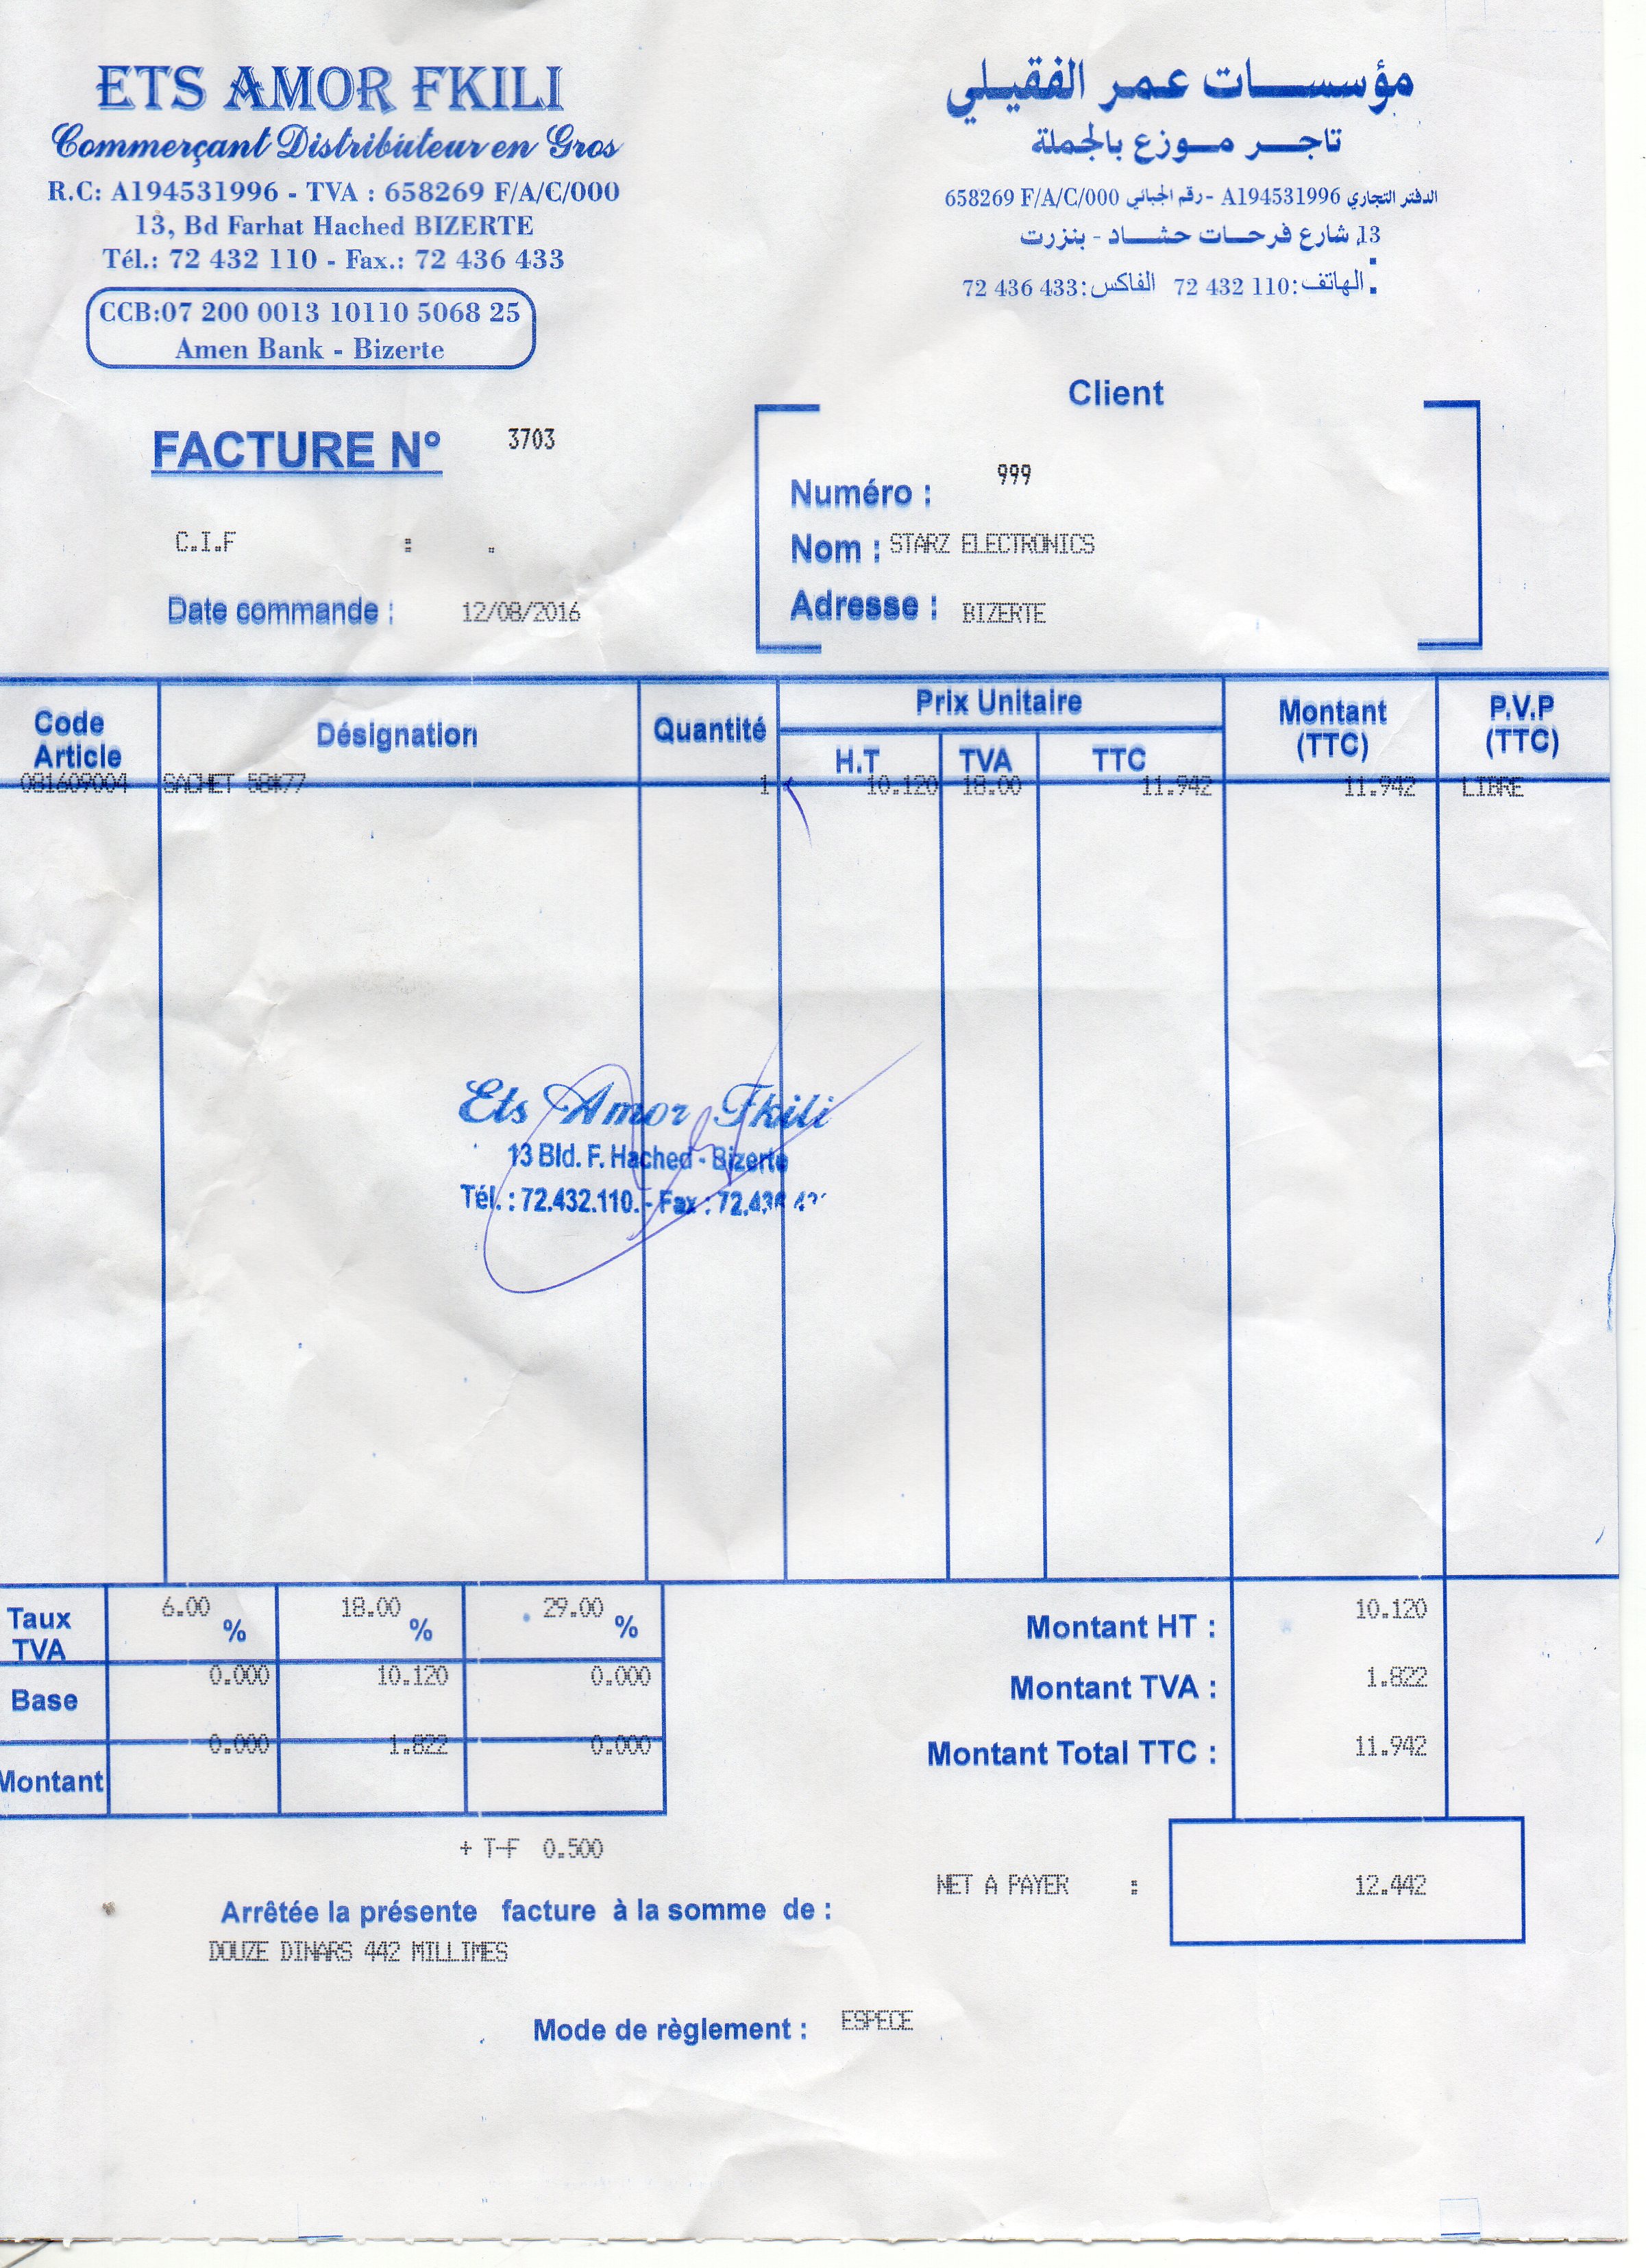 ETS AMOR FKILI
Commerçant Distributeur en Gros
R.C: A194531996 - TVA : 658269 F/A/C/000
13, Bd Farhat Hached BIZERTE
Tél.: 72 432 110 - Fax.: 72 436 433
CCB:07 200 0013 10110 5068 25
Amen Bank - Bizerte
مؤسسات عمر الفقيلي
تاجر موزع بالجملة
الدفتر التجاري A194531996 - رقم الجبائي 658269 F/A/C/000
13, شارع فرحات حشاد - بنزرت
الهاتف: 72 432 110 الفاكس: 72 436 433
FACTURE N° 3703
C.I.F : .
Date commande : 12/08/2016
Client
Numéro : 999
Nom : STARZ ELECTRONICS
Adresse : BIZERTE
Code Article Désignation Quantité Prix Unitaire Montant (TTC) P.V.P (TTC)
H.T TVA TTC
081609004 SACHET 58*77 1 10.120 18.00 11.942 11.942 LIBRE
Ets Amor Fkili
13 Bld. F. Hached - Bizerte
Tél. : 72.432.110. - Fax : 72.436
Taux TVA 6.00 % 18.00 % 29.00 %
Base 0.000 10.120 0.000
Montant 0.000 1.822 0.000
Montant HT : 10.120
Montant TVA : 1.822
Montant Total TTC : 11.942
+ T-F 0.500
NET A PAYER : 12.442
Arrêtée la présente facture à la somme de :
DOUZE DINARS 442 MILLIMES
Mode de règlement : ESPECE